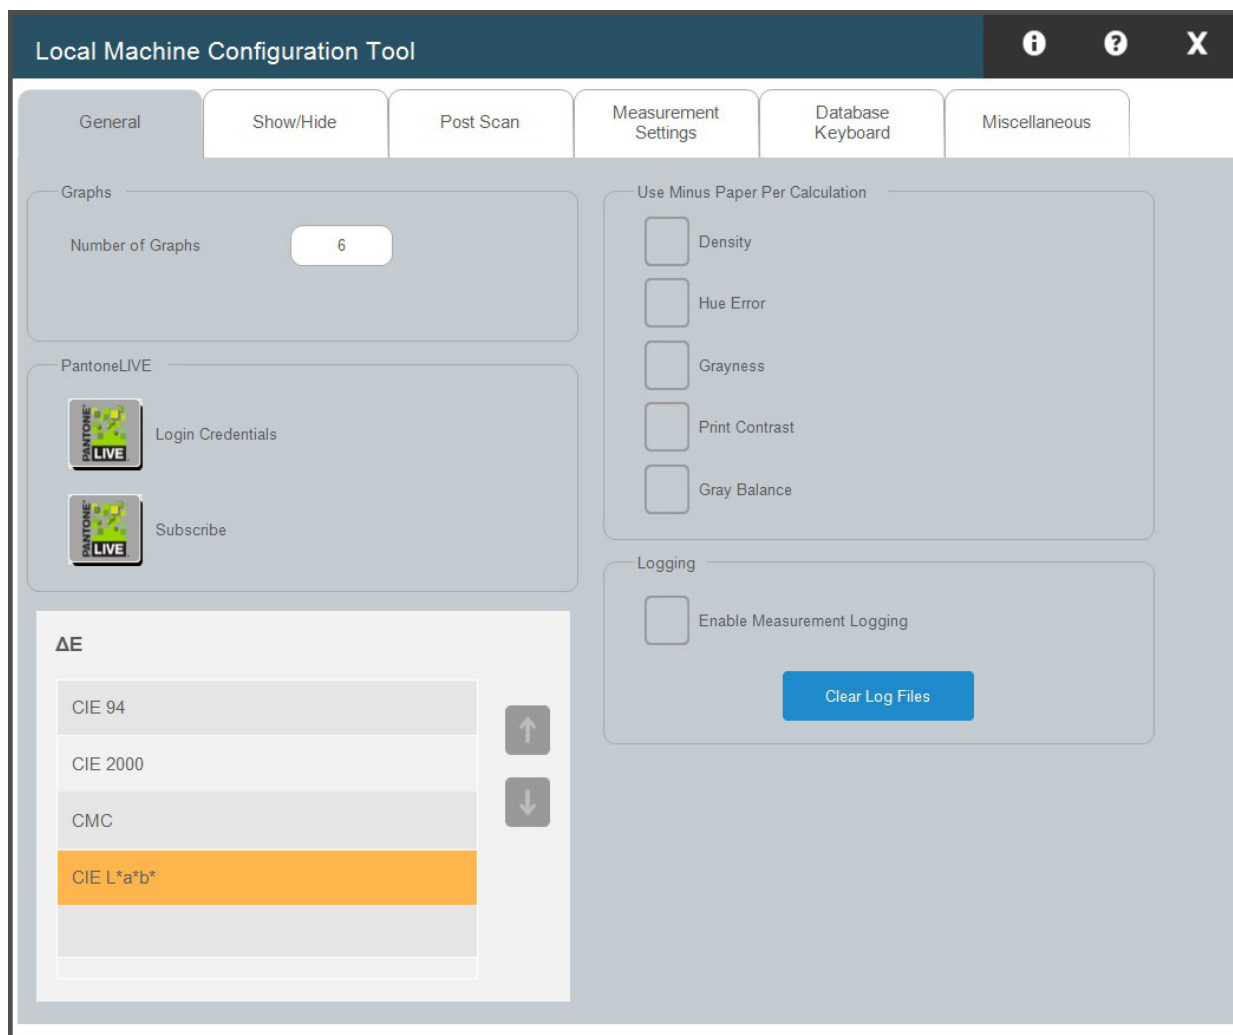 Local Machine Configuration Tool
General
Show/Hide
Post Scan
Measurement
Settings
Database
Keyboard
Miscellaneous
Graphs
Number of Graphs
6
PantoneLIVE
PANTONE®
LIVE
Login Credentials
PANTONE®
LIVE
Subscribe
ΔE
CIE 94
CIE 2000
CMC
CIE L*a*b*
Use Minus Paper Per Calculation
Density
Hue Error
Grayness
Print Contrast
Gray Balance
Logging
Enable Measurement Logging
Clear Log Files